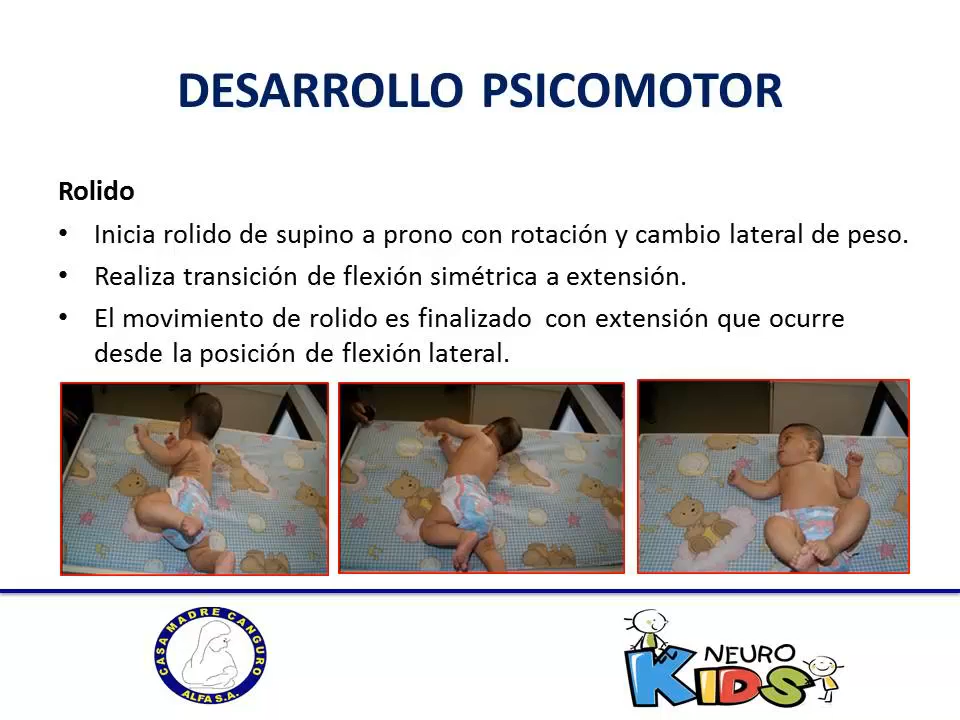 DESARROLLO PSICOMOTOR
Rolido
• Inicia rolido de supino a prono con rotación y cambio lateral de peso.
• Realiza transición de flexión simétrica a extensión.
• El movimiento de rolido es finalizado con extensión que ocurre
desde la posición de flexión lateral.
CASA MADRE CANGURO
ALFA S.A.
NEURO
KIDS